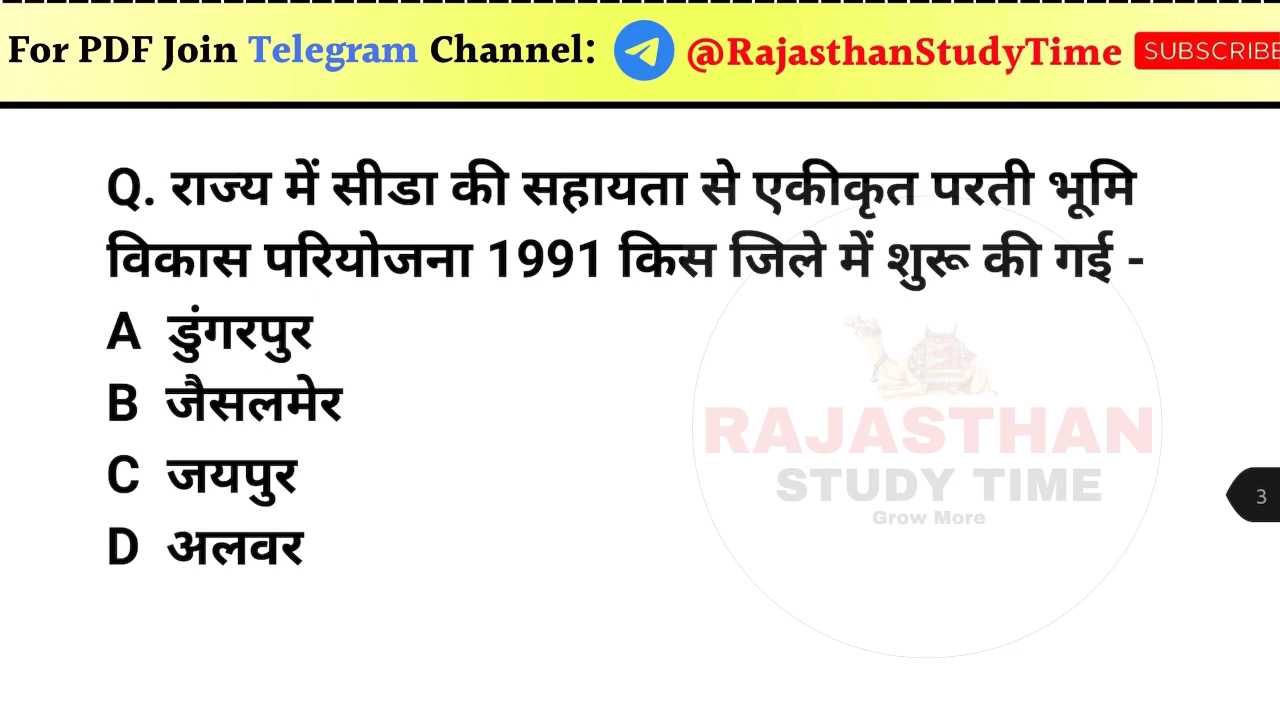 For PDF Join Telegram Channel: @RajasthanStudyTime SUBSCRIBE
Q. राज्य में सीडा की सहायता से एकीकृत परती भूमि
विकास परियोजना 1991 किस जिले में शुरू की गई -
A डुंगरपुर
B जैसलमेर
C जयपुर
D अलवर
RAJASTHAN
STUDY TIME
Grow More
3